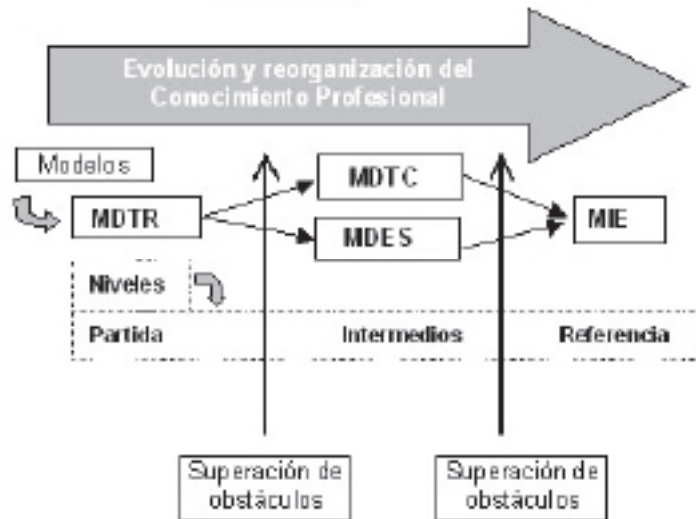 Evolución y reorganización del
Conocimiento Profesional
Modelos
MDTR
MDTC
MDES
MIE
Niveles
Partida
Intermedios
Referencia
Superación de
obstáculos
Superación de
obstáculos